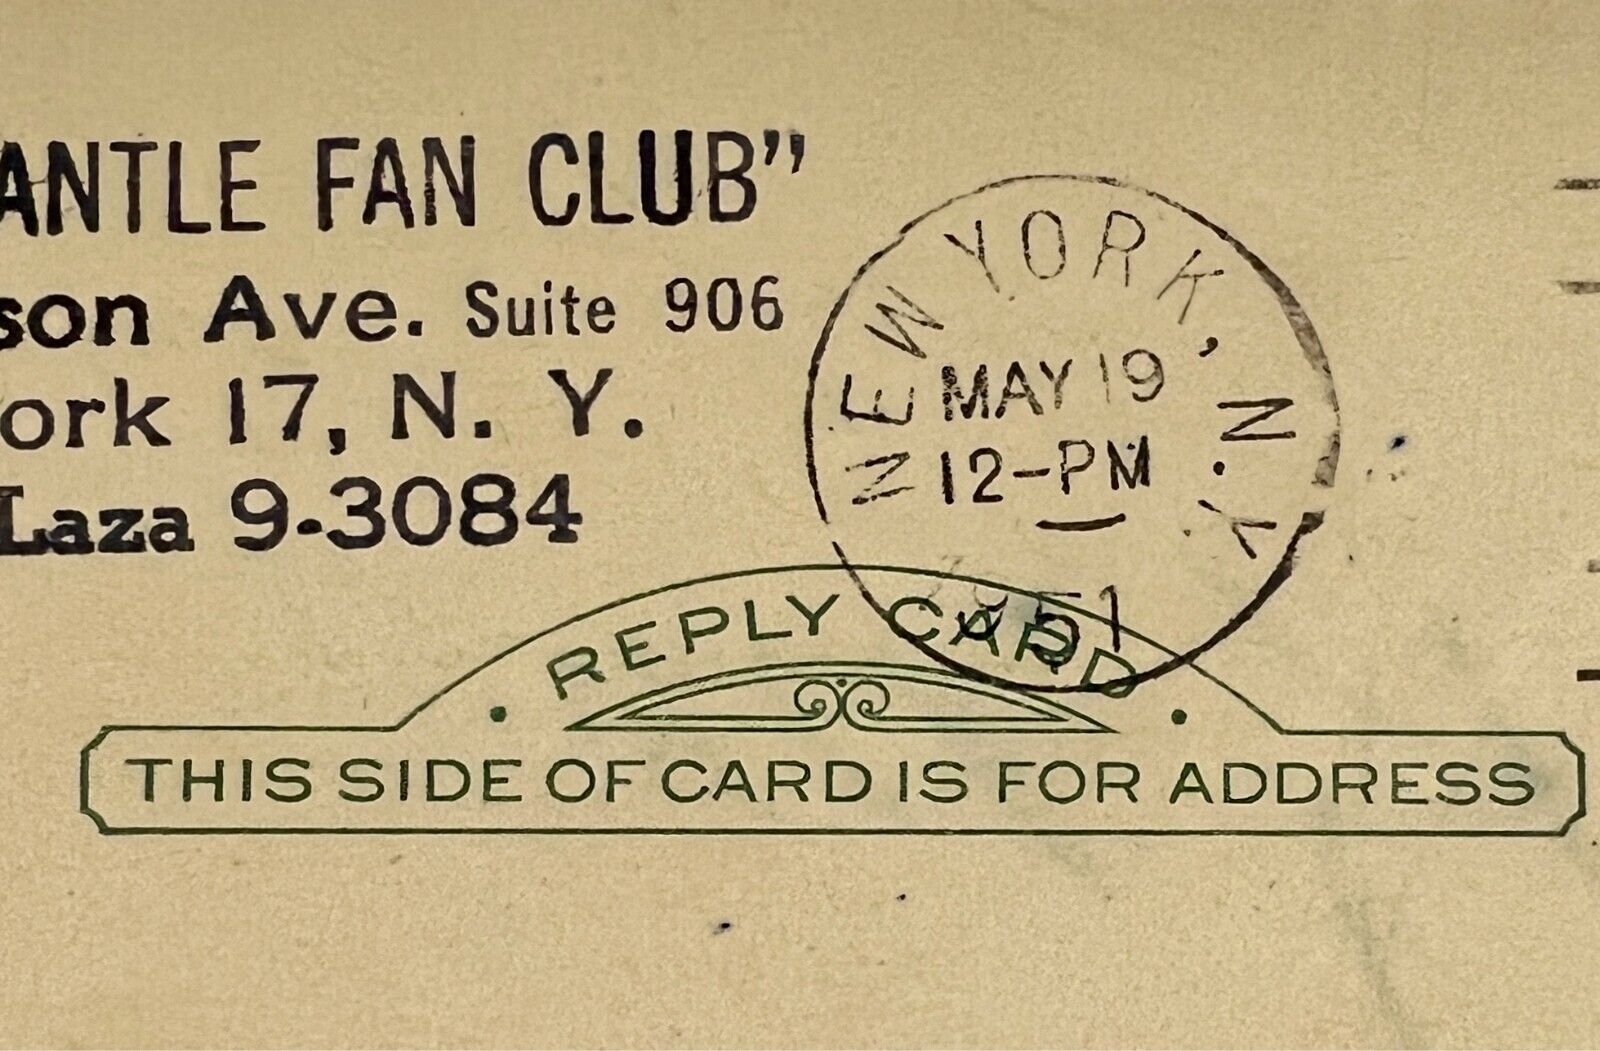 ANTLE FAN CLUB”
son Ave. Suite 906
ork 17, N. Y.
Laza 9-3084
NEW YORK, N.Y.
MAY 19
12-PM
51
REPLY CARD
THIS SIDE OF CARD IS FOR ADDRESS